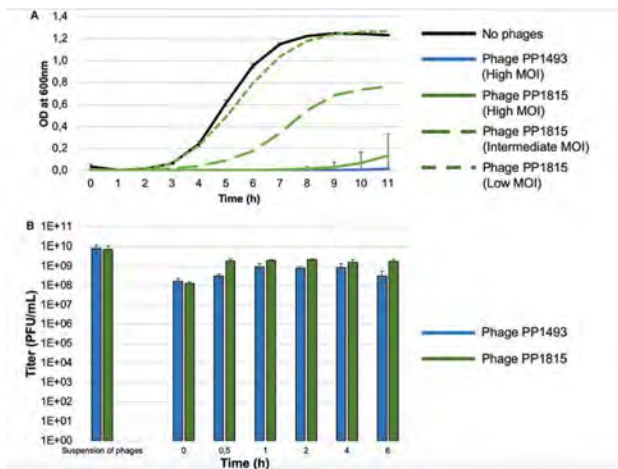 A
1,4
1,2
1,0
0,8
0,6
0,4
0,2
0,0
OD at 600nm
0 1 2 3 4 5 6 7 8 9 10 11
Time (h)
No phages
Phage PP1493
(High MOI)
Phage PP1815
(High MOI)
Phage PP1815
(Intermediate MOI)
Phage PP1815
(Low MOI)
B
1E+11
1E+10
1E+09
1E+08
1E+07
1E+06
1E+05
1E+04
1E+03
1E+02
1E+01
1E+00
Titer (PFU/mL)
Suspension of phages 0 0,5 1 2 4 6
Time (h)
Phage PP1493
Phage PP1815